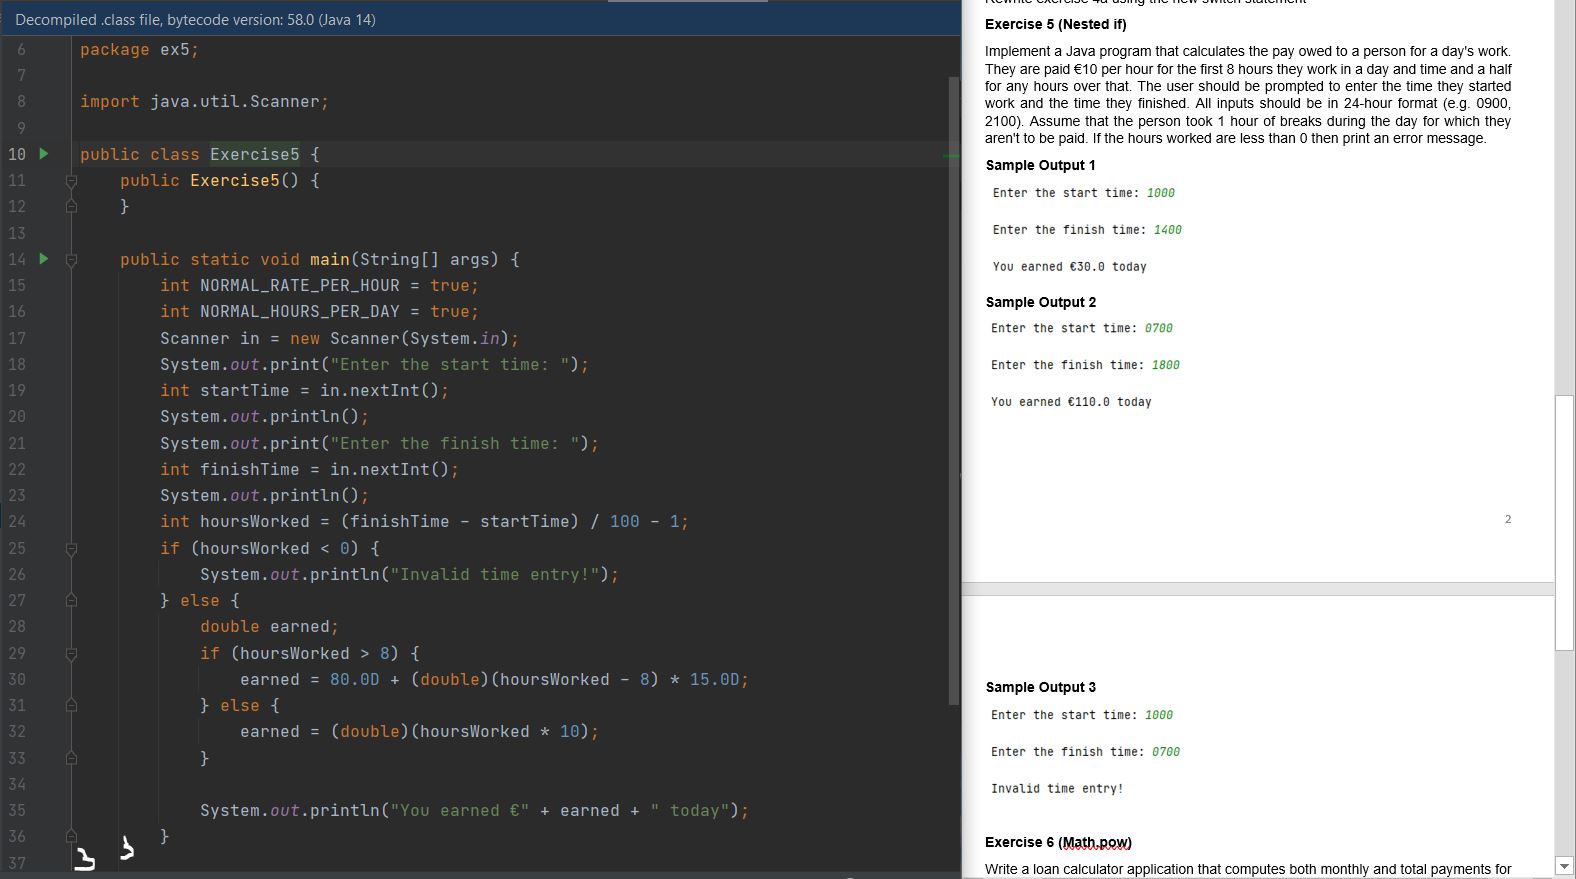 Decompiled .class file, bytecode version: 58.0 (Java 14)
6 package ex5;
7
8 import java.util.Scanner;
9
10 public class Exercise5 {
11 public Exercise5() {
12 }
13
14 public static void main(String[] args) {
15 int NORMAL_RATE_PER_HOUR = true;
16 int NORMAL_HOURS_PER_DAY = true;
17 Scanner in = new Scanner(System.in);
18 System.out.print("Enter the start time: ");
19 int startTime = in.nextInt();
20 System.out.println();
21 System.out.print("Enter the finish time: ");
22 int finishTime = in.nextInt();
23 System.out.println();
24 int hoursWorked = (finishTime - startTime) / 100 - 1;
25 if (hoursWorked < 0) {
26 System.out.println("Invalid time entry!");
27 } else {
28 double earned;
29 if (hoursWorked > 8) {
30 earned = 80.0D + (double)(hoursWorked - 8) * 15.0D;
31 } else {
32 earned = (double)(hoursWorked * 10);
33 }
34
35 System.out.println("You earned €" + earned + " today");
36 }
}
37 }
Rewrite exercise 4a using the new switch statement
Exercise 5 (Nested if)
Implement a Java program that calculates the pay owed to a person for a day's work.
They are paid €10 per hour for the first 8 hours they work in a day and time and a half
for any hours over that. The user should be prompted to enter the time they started
work and the time they finished. All inputs should be in 24-hour format (e.g. 0900,
2100). Assume that the person took 1 hour of breaks during the day for which they
aren't to be paid. If the hours worked are less than 0 then print an error message.
Sample Output 1
Enter the start time: 1000
Enter the finish time: 1400
You earned €30.0 today
Sample Output 2
Enter the start time: 0700
Enter the finish time: 1800
You earned €110.0 today
2
Sample Output 3
Enter the start time: 1000
Enter the finish time: 0700
Invalid time entry!
Exercise 6 (Math.pow)
Write a loan calculator application that computes both monthly and total payments for